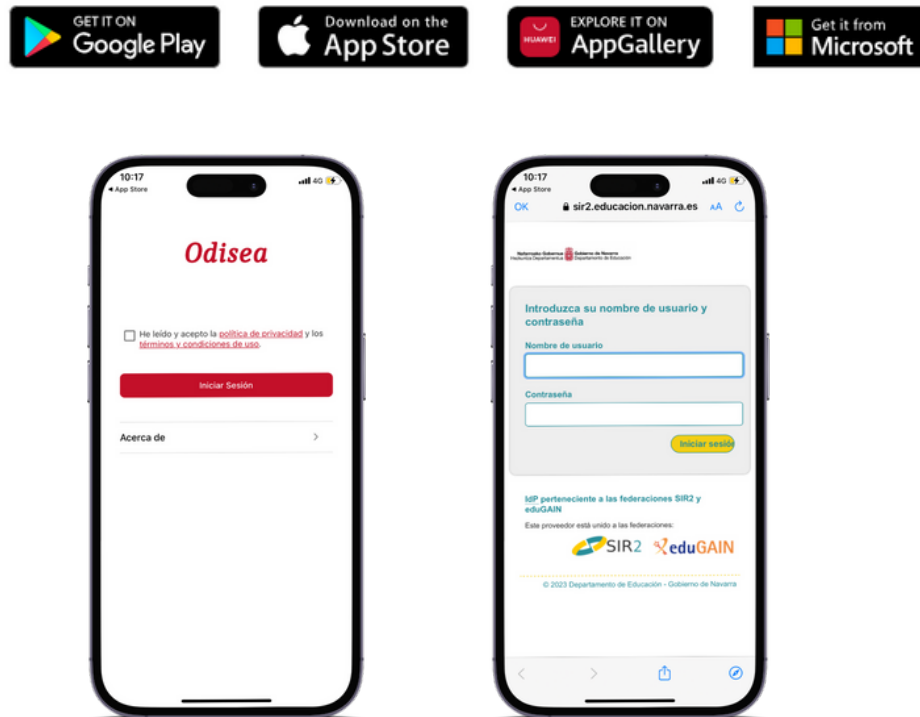 GET IT ON
Google Play
Download on the
App Store
HUAWEI
EXPLORE IT ON
AppGallery
Get it from
Microsoft
10:17
App Store
4G
Odisea
He leído y acepto la política de privacidad y los
términos y condiciones de uso.
Iniciar Sesión
Acerca de
10:17
App Store
4G
OK
sir2.educacion.navarra.es
AA
Nafarroako Gobernua
Hezkuntza Departamentua
Gobierno de Navarra
Departamento de Educación
Introduzca su nombre de usuario y
contraseña
Nombre de usuario
Contraseña
Iniciar sesión
IdP perteneciente a las federaciones SIR2 y
eduGAIN
Este proveedor está unido a las federaciones:
SIR2
eduGAIN
© 2023 Departamento de Educación - Gobierno de Navarra